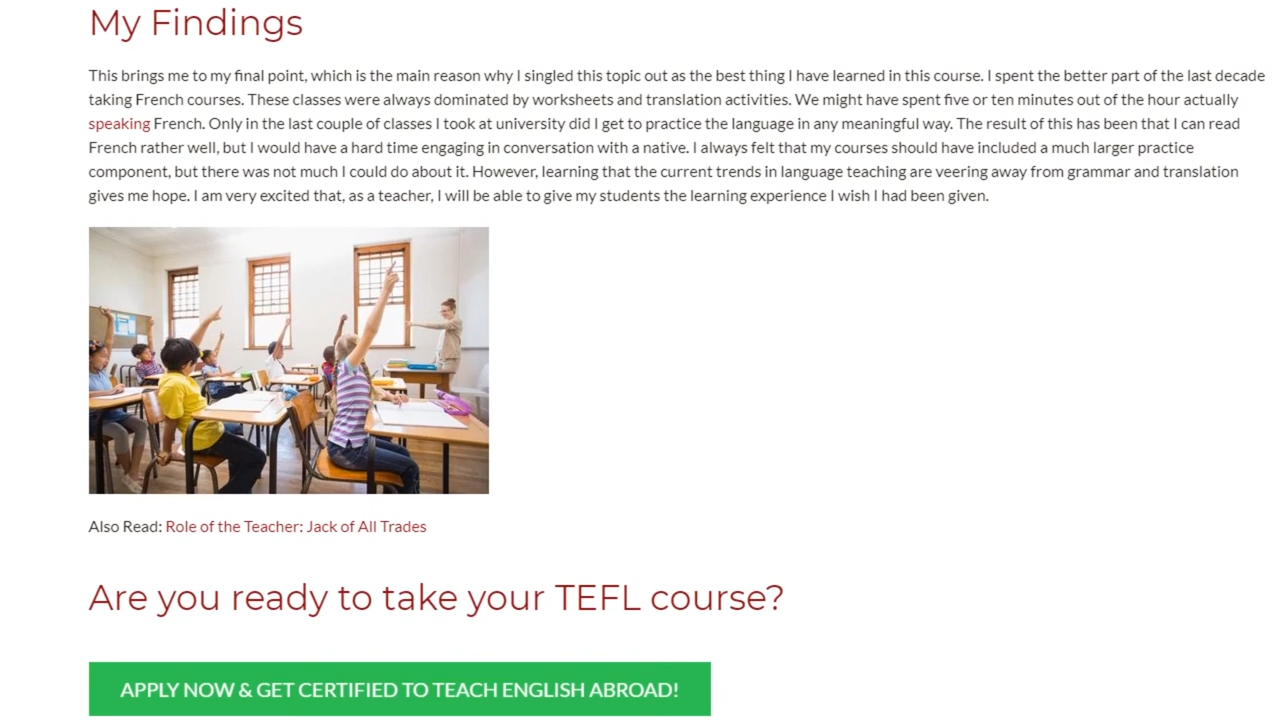 My Findings
This brings me to my final point, which is the main reason why I singled this topic out as the best thing I have learned in this course. I spent the better part of the last decade
taking French courses. These classes were always dominated by worksheets and translation activities. We might have spent five or ten minutes out of the hour actually
speaking French. Only in the last couple of classes I took at university did I get to practice the language in any meaningful way. The result of this has been that I can read
French rather well, but I would have a hard time engaging in conversation with a native. I always felt that my courses should have included a much larger practice
component, but there was not much I could do about it. However, learning that the current trends in language teaching are veering away from grammar and translation
gives me hope. I am very excited that, as a teacher, I will be able to give my students the learning experience I wish I had been given.
Also Read: Role of the Teacher: Jack of All Trades
Are you ready to take your TEFL course?
APPLY NOW & GET CERTIFIED TO TEACH ENGLISH ABROAD!